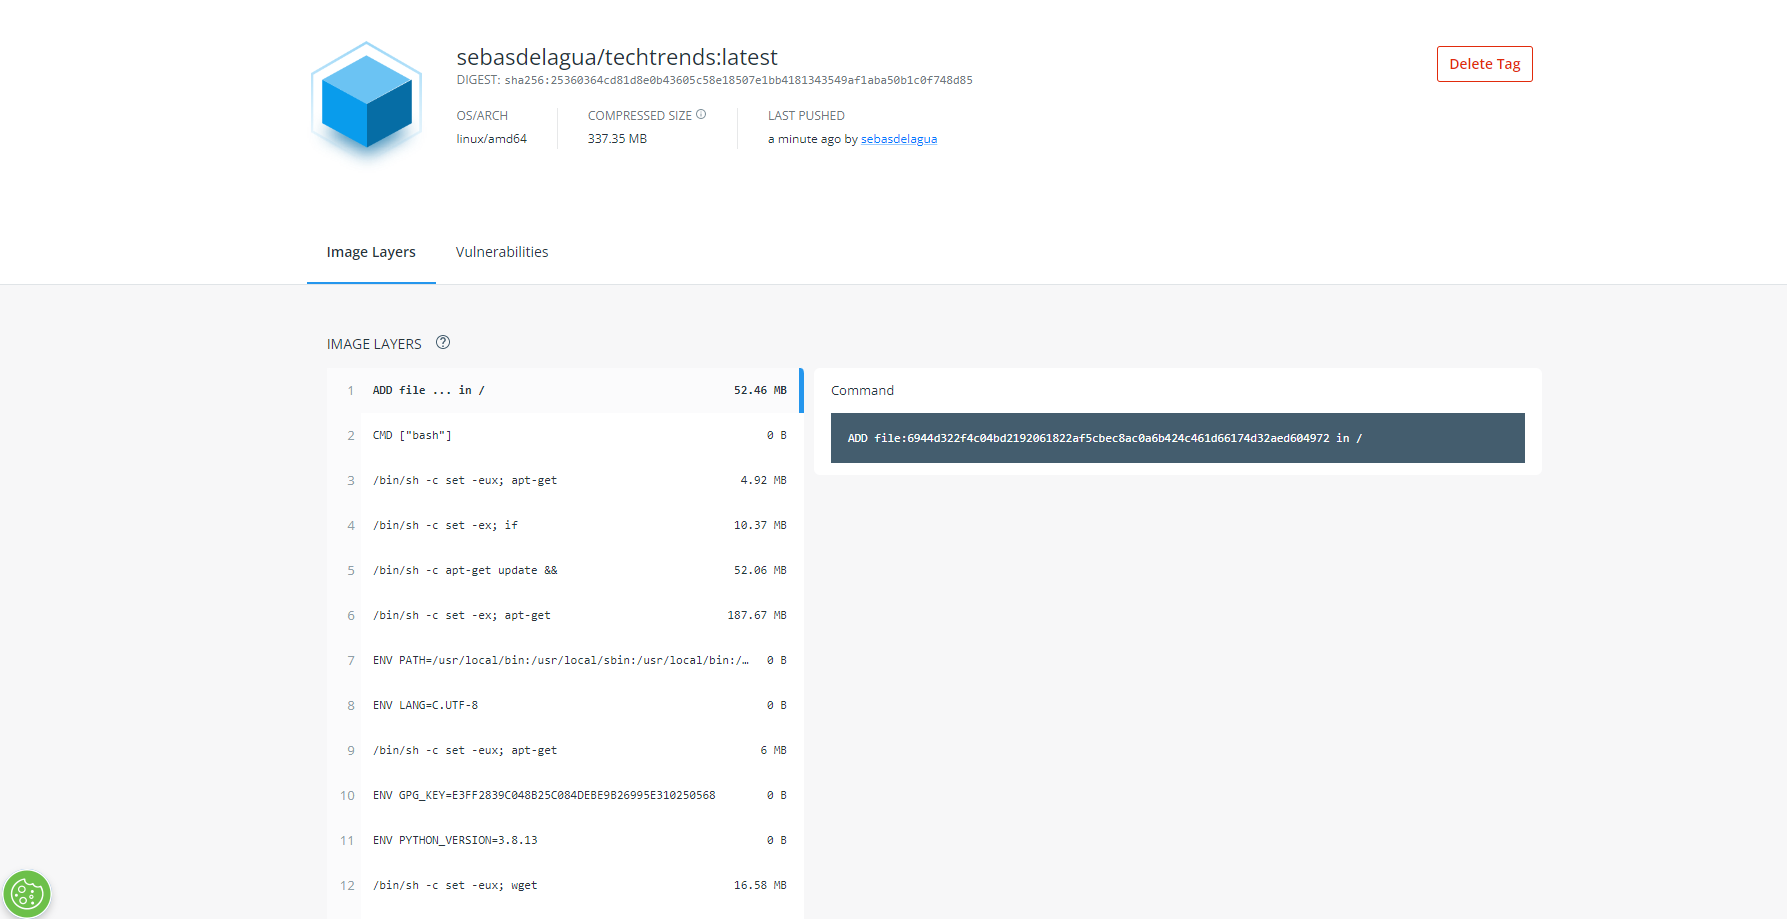 sebasdelagua/techtrends:latest
Delete Tag
DIGEST: sha256:25360364cd81d8e0b43605c58e18507e1bb4181343549af1aba50b1c0f748d85
OS/ARCH
linux/amd64
COMPRESSED SIZE
337.35 MB
LAST PUSHED
a minute ago by sebasdelagua
Image Layers
Vulnerabilities
IMAGE LAYERS
1 ADD file ... in / 52.46 MB
2 CMD ["bash"] 0 B
3 /bin/sh -c set -eux; apt-get 4.92 MB
4 /bin/sh -c set -ex; if 10.37 MB
5 /bin/sh -c apt-get update && 52.06 MB
6 /bin/sh -c set -ex; apt-get 187.67 MB
7 ENV PATH=/usr/local/bin:/usr/local/sbin:/usr/local/bin:/… 0 B
8 ENV LANG=C.UTF-8 0 B
9 /bin/sh -c set -eux; apt-get 6 MB
10 ENV GPG_KEY=E3FF2839C048B25C084DEBE9B26995E310250568 0 B
11 ENV PYTHON_VERSION=3.8.13 0 B
12 /bin/sh -c set -eux; wget 16.58 MB
Command
ADD file:6944d322f4c04bd2192061822af5cbec8ac0a6b424c461d66174d32aed604972 in /